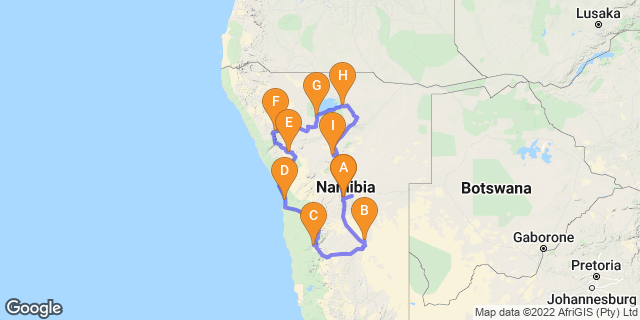 Lusaka
H
G
F
E
I
D
A
Namibia
Botswana
B
C
Gaborone
Pretoria
Johannesburg
Google
Map data ©2022 AfriGIS (Pty) Ltd